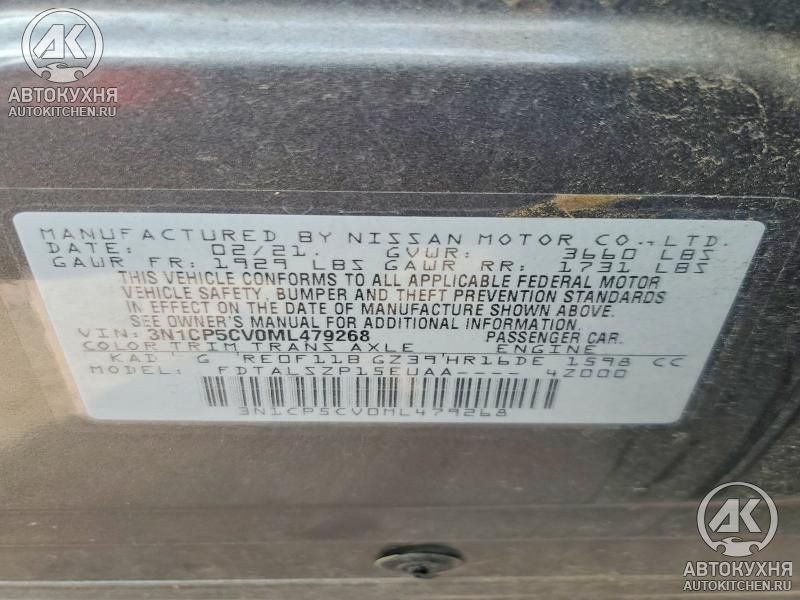 АК
АВТОКУХНЯ
AUTOKITCHEN.RU
MANUFACTURED BY NISSAN MOTOR CO., LTD.
DATE: 02/21. GVWR: 3660 LBS
GAWR FR: 1929 LBS GAWR RR: 1731 LBS
THIS VEHICLE CONFORMS TO ALL APPLICABLE FEDERAL MOTOR
VEHICLE SAFETY, BUMPER AND THEFT PREVENTION STANDARDS
IN EFFECT ON THE DATE OF MANUFACTURE SHOWN ABOVE.
SEE OWNER'S MANUAL FOR ADDITIONAL INFORMATION.
VIN: 3N1CP5CV0ML479268 PASSENGER CAR.
COLOR TRIM TRANS AXLE ENGINE
KAD G RE0F11B GZ39 HR16DE 1598 CC
FDTALSZP15EUAA---- 4Z000
3N1CP5CV0ML479268
АК
АВТОКУХНЯ
AUTOKITCHEN.RU